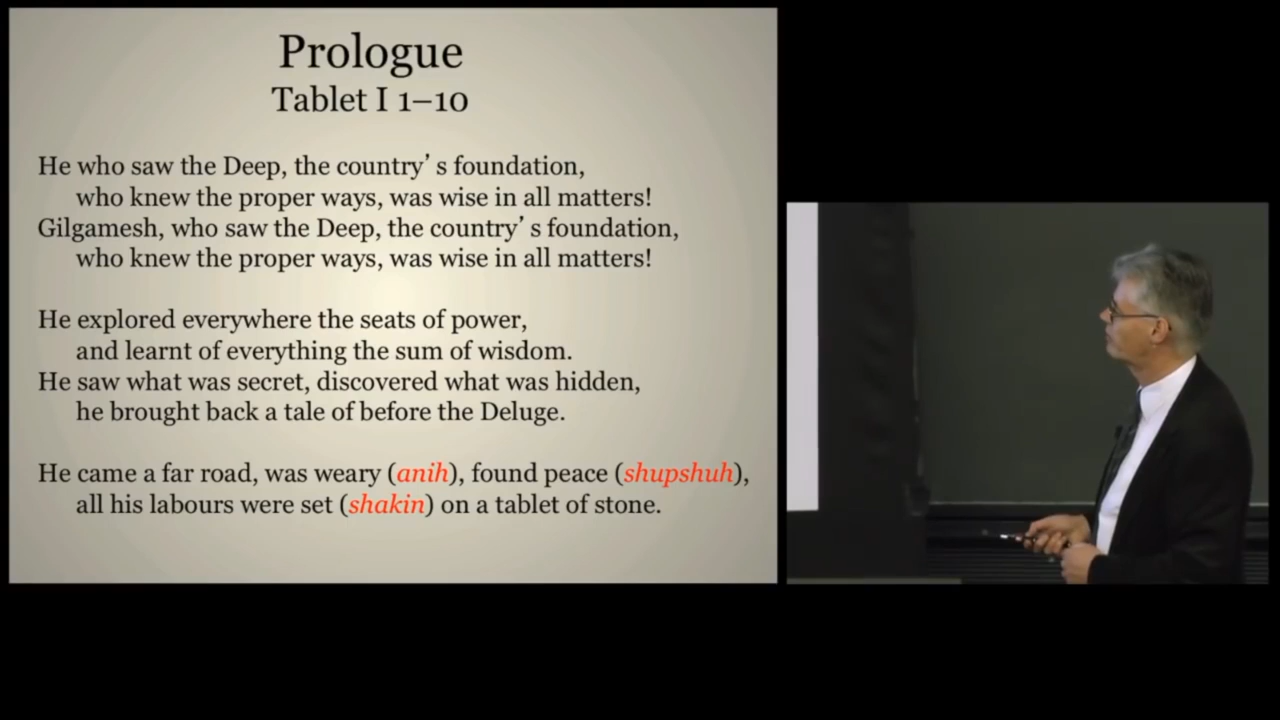 Prologue
Tablet I 1–10
He who saw the Deep, the country’s foundation,
who knew the proper ways, was wise in all matters!
Gilgamesh, who saw the Deep, the country’s foundation,
who knew the proper ways, was wise in all matters!
He explored everywhere the seats of power,
and learnt of everything the sum of wisdom.
He saw what was secret, discovered what was hidden,
he brought back a tale of before the Deluge.
He came a far road, was weary (anih), found peace (shupshuh),
all his labours were set (shakin) on a tablet of stone.